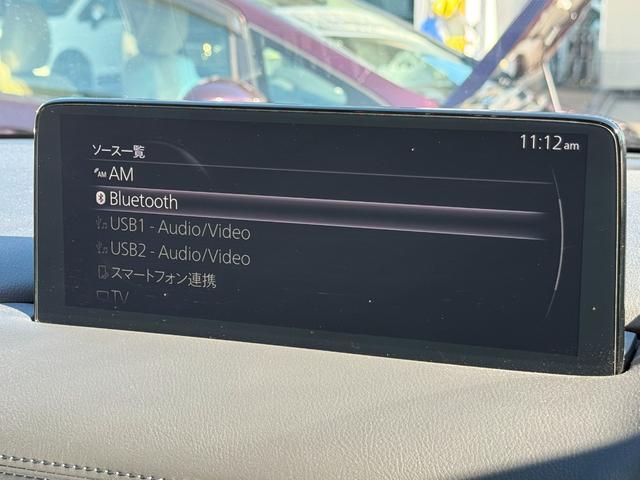 11:12am
ソース一覧
AM
Bluetooth
USB1 - Audio/Video
USB2 - Audio/Video
スマートフォン連携
TV